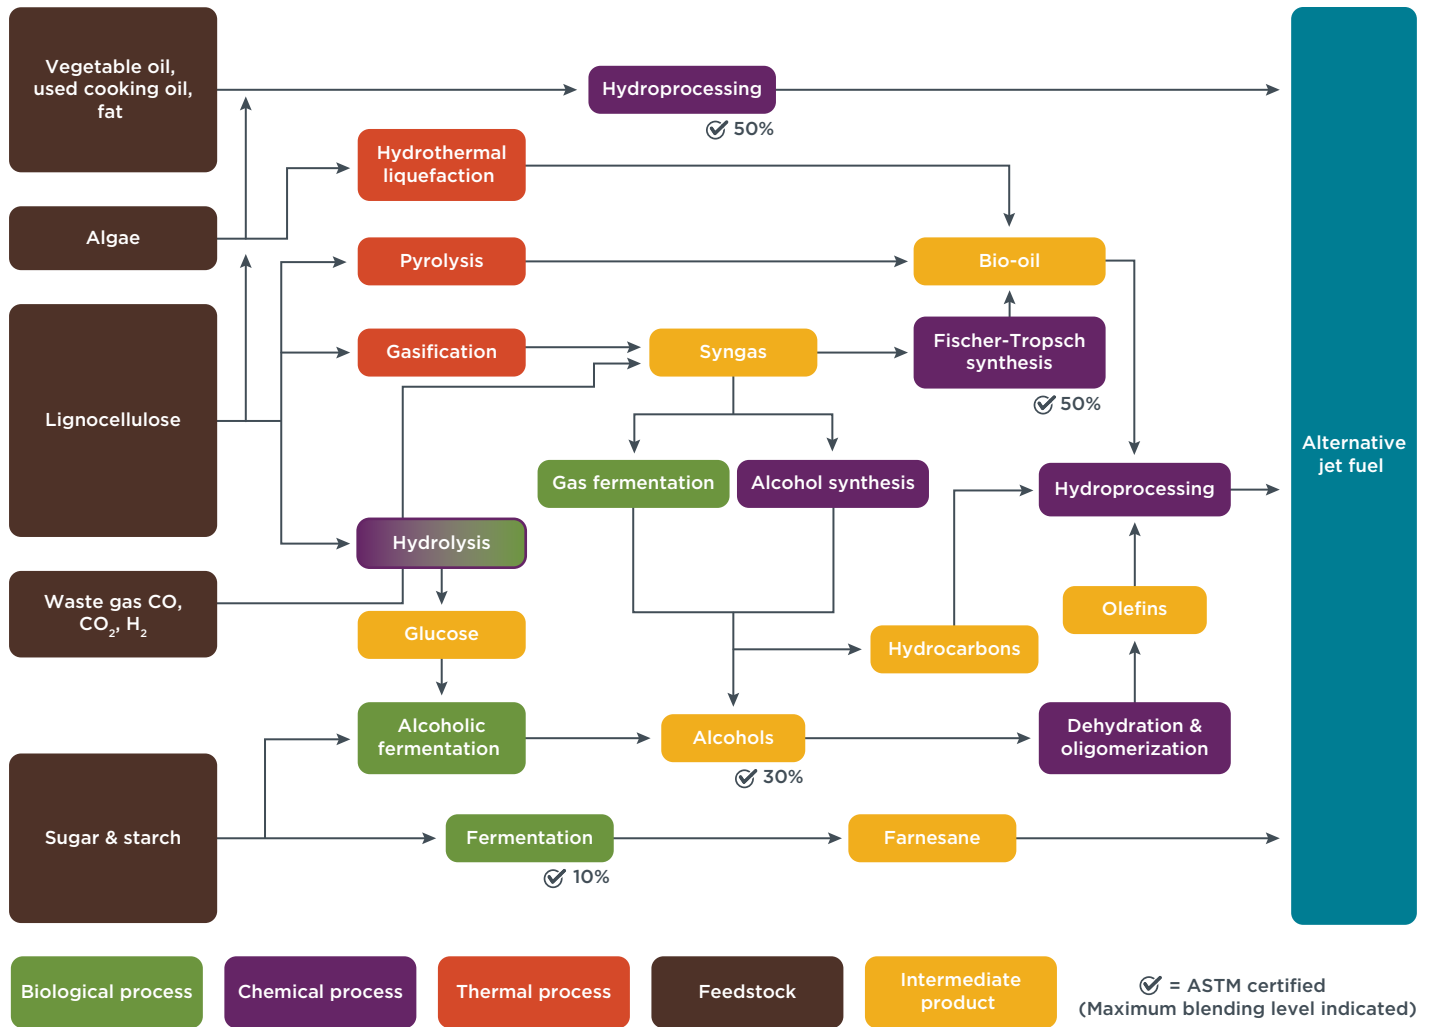 Vegetable oil,
used cooking oil,
fat
Hydroprocessing
50%
Hydrothermal
liquefaction
Algae
Pyrolysis
Bio-oil
Gasification
Syngas
Fischer-Tropsch
synthesis
50%
Lignocellulose
Alternative
jet fuel
Gas fermentation
Alcohol synthesis
Hydroprocessing
Hydrolysis
Waste gas CO,
CO₂, H₂
Glucose
Olefins
Hydrocarbons
Alcoholic
fermentation
Alcohols
30%
Dehydration &
oligomerization
Sugar & starch
Fermentation
10%
Farnesane
Biological process
Chemical process
Thermal process
Feedstock
Intermediate
product
= ASTM certified
(Maximum blending level indicated)